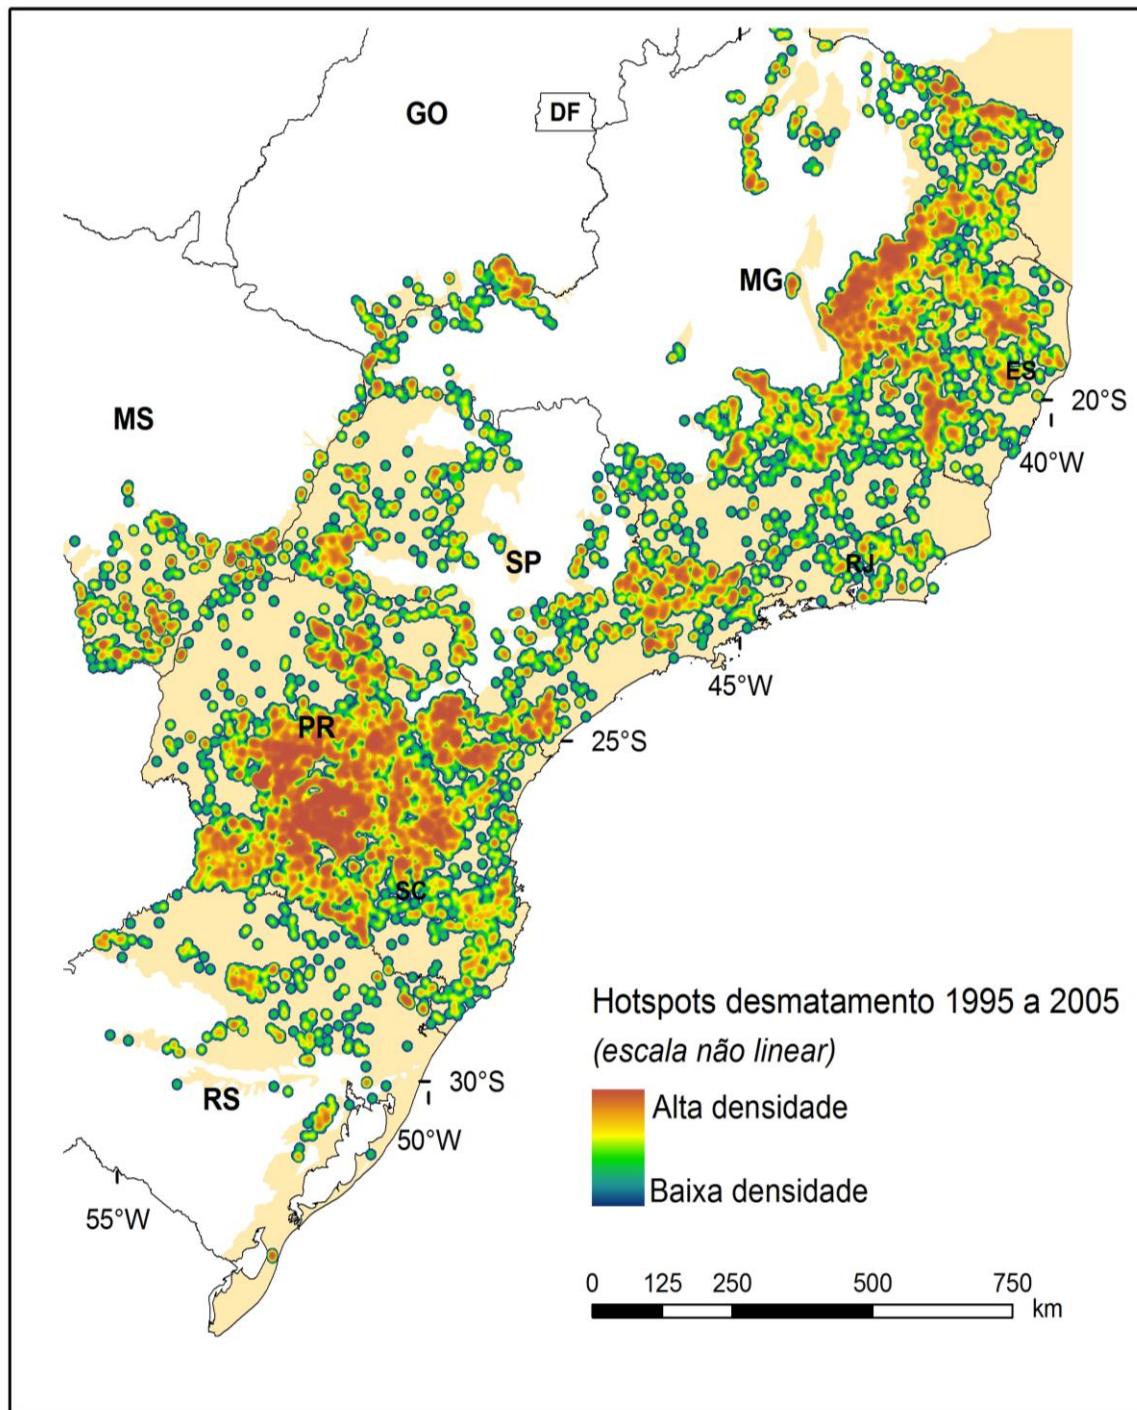 GO
DF
MG
ES
MS
20°S
40°W
SP
RJ
45°W
PR
25°S
SC
Hotspots desmatamento 1995 a 2005
(escala não linear)
30°S
RS
Alta densidade
50°W
Baixa densidade
55°W
0 125 250 500 750
km